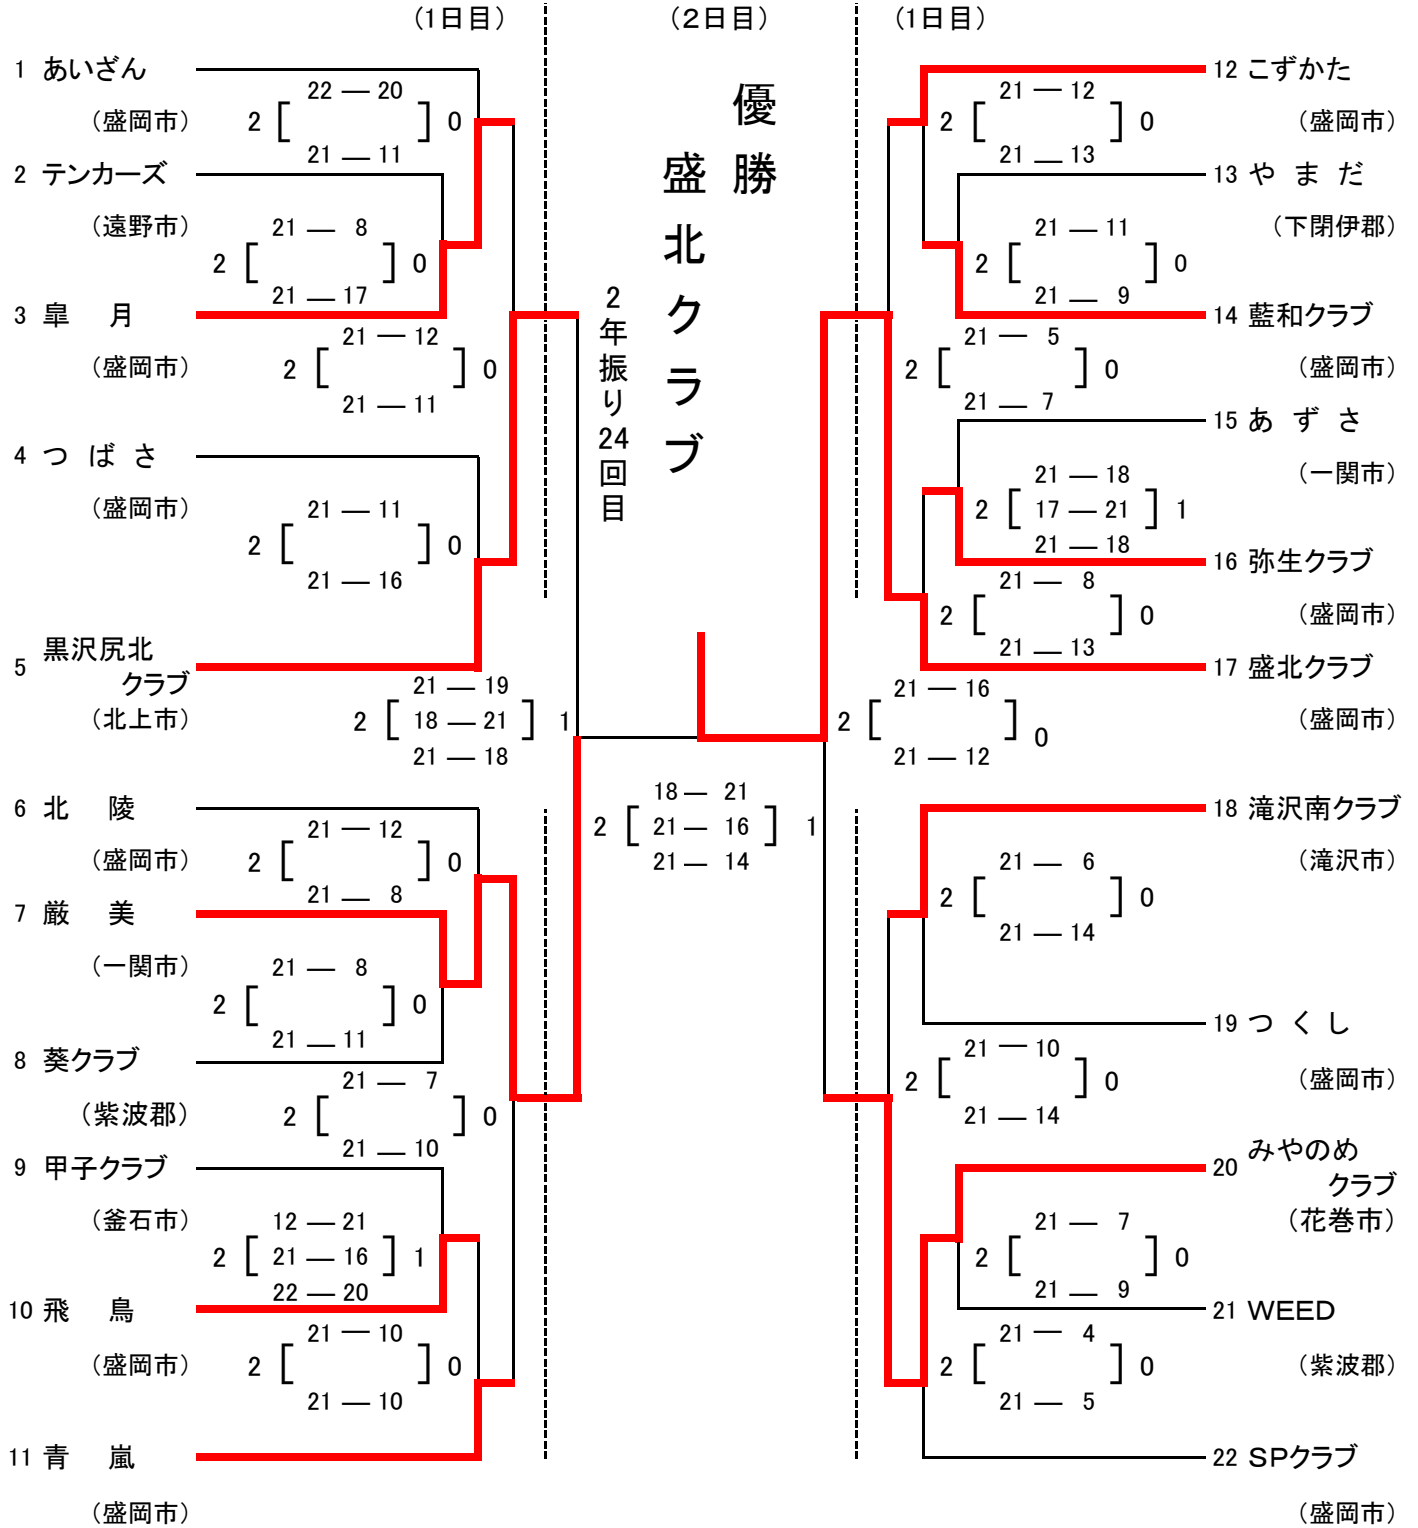 (1日目)
(2日目)
(1日目)
優勝
盛北クラブ
2年振り24回目
1 あいざん
(盛岡市)
22 ― 20
2 [ ] 0
21 ― 11
2 テンカーズ
(遠野市)
21 ― 8
2 [ ] 0
21 ― 17
3 皐 月
(盛岡市)
21 ― 12
2 [ ] 0
21 ― 11
4 つ ば さ
(盛岡市)
21 ― 11
2 [ ] 0
21 ― 16
5 黒沢尻北
クラブ
(北上市)
21 ― 19
2 [ 18 ― 21 ] 1
21 ― 18
6 北 陵
(盛岡市)
21 ― 12
2 [ ] 0
21 ― 8
7 厳 美
(一関市)
21 ― 8
2 [ ] 0
21 ― 11
8 葵クラブ
(紫波郡)
21 ― 7
2 [ ] 0
21 ― 10
9 甲子クラブ
(釜石市)
12 ― 21
2 [ 21 ― 16 ] 1
22 ― 20
10 飛 鳥
(盛岡市)
21 ― 10
2 [ ] 0
21 ― 10
11 青 嵐
(盛岡市)
18 ― 21
2 [ 21 ― 16 ] 1
21 ― 14
12 こずかた
(盛岡市)
21 ― 12
2 [ ] 0
21 ― 13
13 や ま だ
(下閉伊郡)
21 ― 11
2 [ ] 0
21 ― 9
14 藍和クラブ
(盛岡市)
21 ― 5
2 [ ] 0
21 ― 7
15 あ ず さ
(一関市)
21 ― 18
2 [ 17 ― 21 ] 1
21 ― 18
16 弥生クラブ
(盛岡市)
21 ― 8
2 [ ] 0
21 ― 13
17 盛北クラブ
(盛岡市)
21 ― 16
2 [ ] 0
21 ― 12
18 滝沢南クラブ
(滝沢市)
21 ― 6
2 [ ] 0
21 ― 14
19 つ く し
(盛岡市)
21 ― 10
2 [ ] 0
21 ― 14
20 みやのめ
クラブ
(花巻市)
21 ― 7
2 [ ] 0
21 ― 9
21 WEED
(紫波郡)
21 ― 4
2 [ ] 0
21 ― 5
22 SPクラブ
(盛岡市)